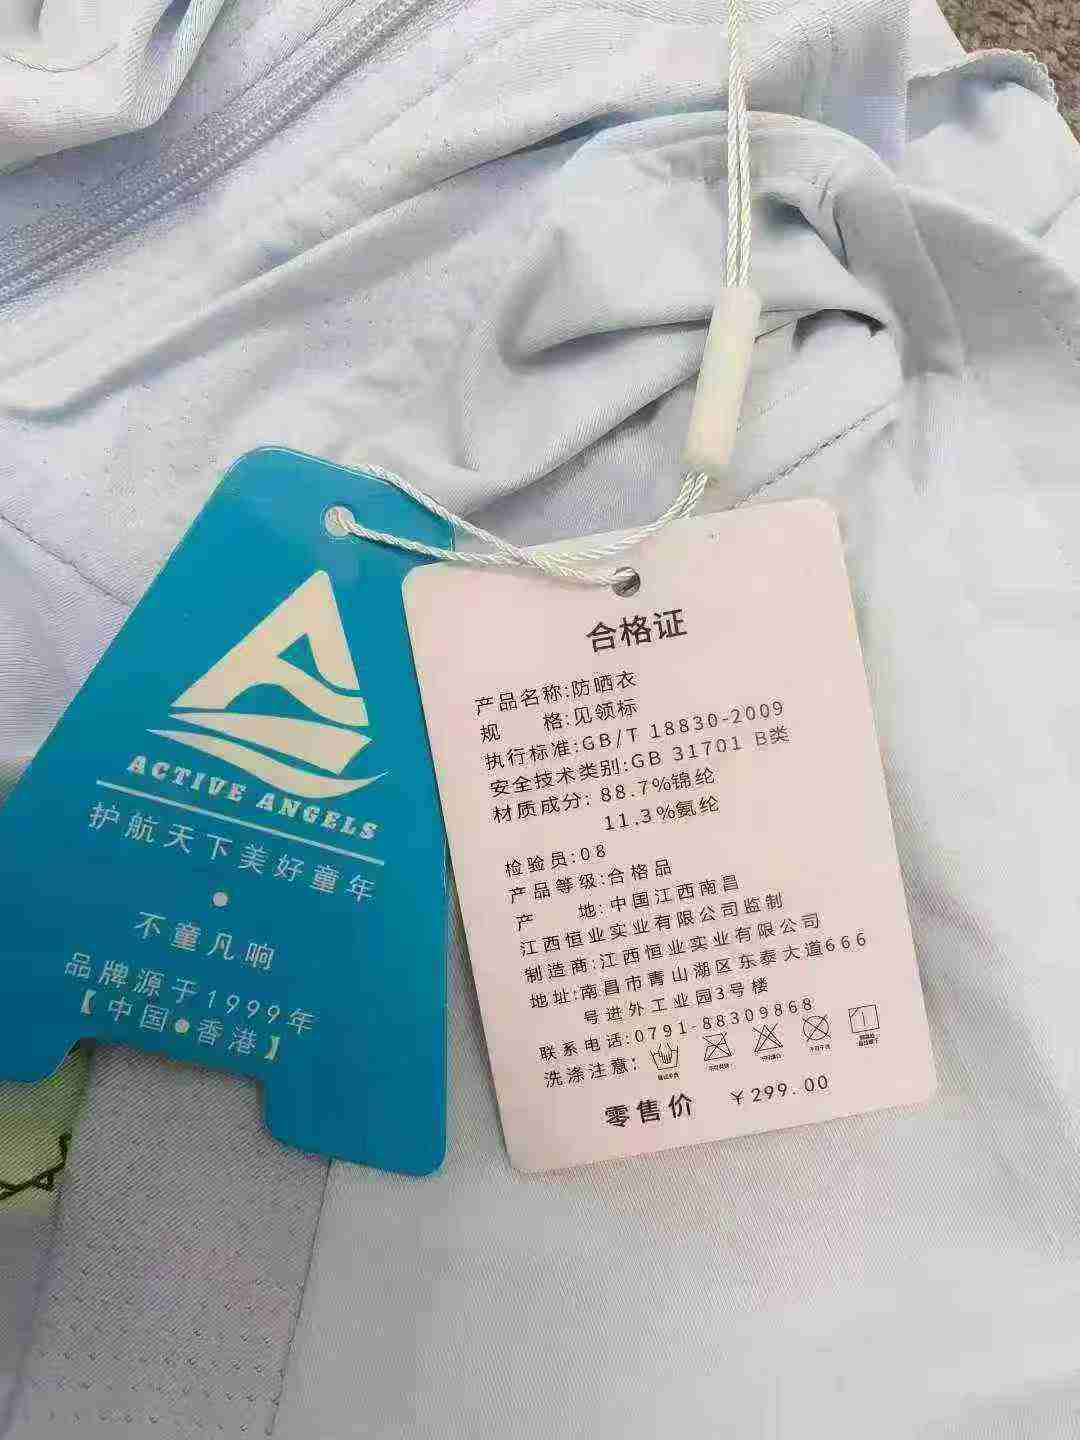 ACTIVE ANGELS
护航天下美好童年
不童凡响
品牌源于1999年
【中国●香港】
合格证
产品名称:防晒衣
规 格:见领标
执行标准:GB/T 18830-2009
安全技术类别:GB 31701 B类
材质成分: 88.7%锦纶
11.3%氨纶
检验员:08
产品等级:合格品
产 地:中国江西南昌
江西恒业实业有限公司监制
制造商:江西恒业实业有限公司
地址:南昌市青山湖区东泰大道666
号进外工业园3号楼
联系电话:0791-88309868
洗涤注意:
零售价 ¥299.00